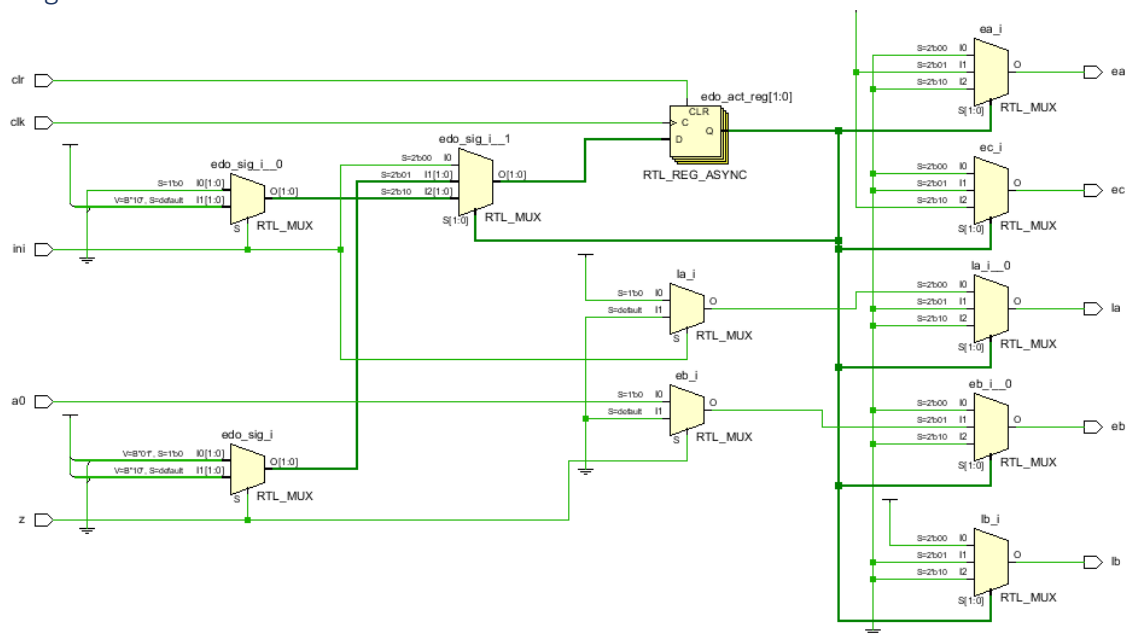 ea_i
S=2'b00 I0
S=2'b01 I1 O
S=2'b10 I2
S[1:0] RTL_MUX
ea
clr
edo_act_reg[1:0]
CLR
C
D Q
RTL_REG_ASYNC
clk
edo_sig_i__1
S=2'b00 I0
S=2'b01 I1[1:0] O[1:0]
S=2'b10 I2[1:0]
S[1:0] RTL_MUX
edo_sig_i__0
S=1'b0 I0[1:0] O[1:0]
V=B"10", S=default I1[1:0]
S RTL_MUX
ec_i
S=2'b00 I0
S=2'b01 I1 O
S=2'b10 I2
S[1:0] RTL_MUX
ec
ini
la_i
S=1'b0 I0 O
S=default I1
S RTL_MUX
la_i__0
S=2'b00 I0
S=2'b01 I1 O
S=2'b10 I2
S[1:0] RTL_MUX
la
a0
eb_i
S=1'b0 I0 O
S=default I1
S RTL_MUX
eb_i__0
S=2'b00 I0
S=2'b01 I1 O
S=2'b10 I2
S[1:0] RTL_MUX
eb
edo_sig_i
V=B"01", S=1'b0 I0[1:0] O[1:0]
V=B"10", S=default I1[1:0]
S RTL_MUX
z
lb_i
S=2'b00 I0
S=2'b01 I1 O
S=2'b10 I2
S[1:0] RTL_MUX
lb